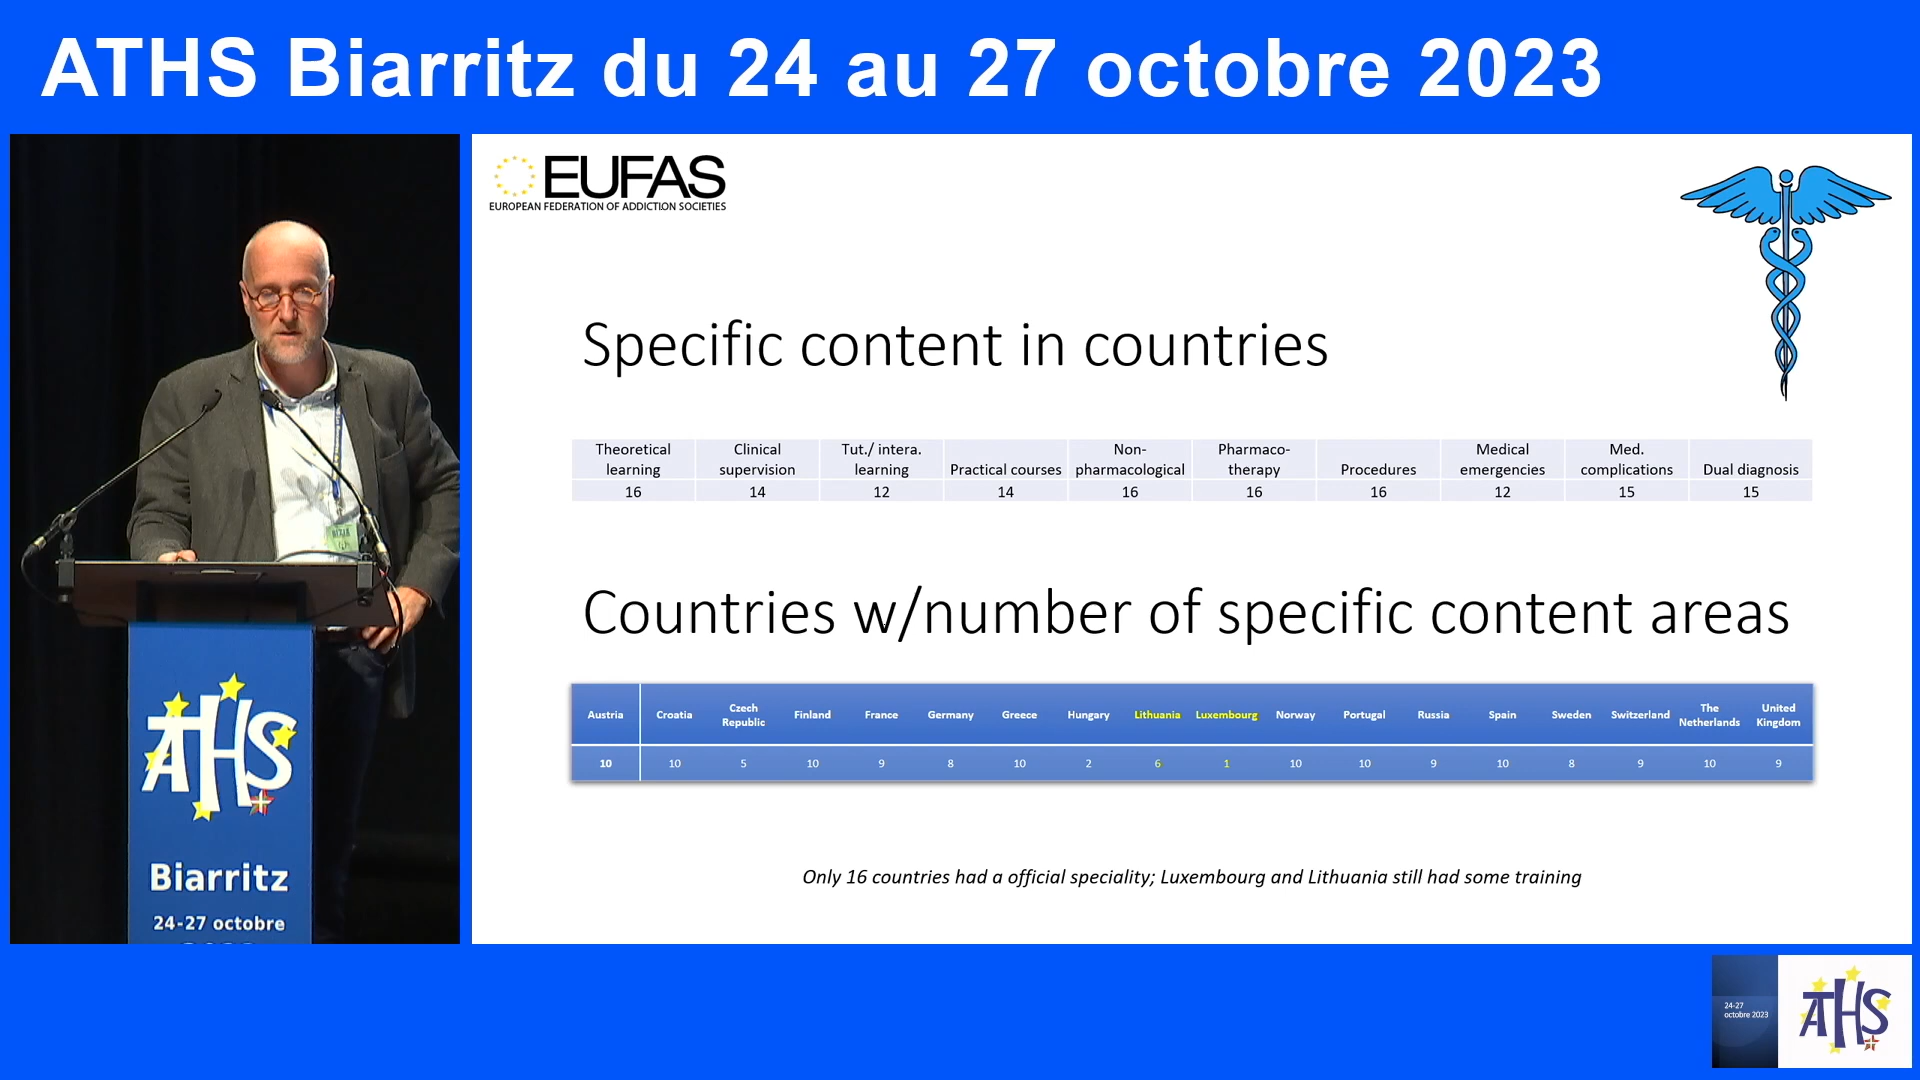 ATHS Biarritz du 24 au 27 octobre 2023
EUFAS
EUROPEAN FEDERATION OF ADDICTION SOCIETIES
Specific content in countries
Theoretical learning Clinical supervision Tut./ intera. learning Practical courses Non-pharmacological Pharmaco-therapy Procedures Medical emergencies Med. complications Dual diagnosis
16 14 12 14 16 16 16 12 15 15
Countries w/number of specific content areas
Austria Croatia Czech Republic Finland France Germany Greece Hungary Lithuania Luxembourg Norway Portugal Russia Spain Sweden Switzerland The Netherlands United Kingdom
10 10 5 10 9 8 10 2 6 1 10 10 9 10 8 9 10 9
Only 16 countries had a official speciality; Luxembourg and Lithuania still had some training
ATHS
Biarritz
24-27 octobre
24-27
octobre 2023
ATHS